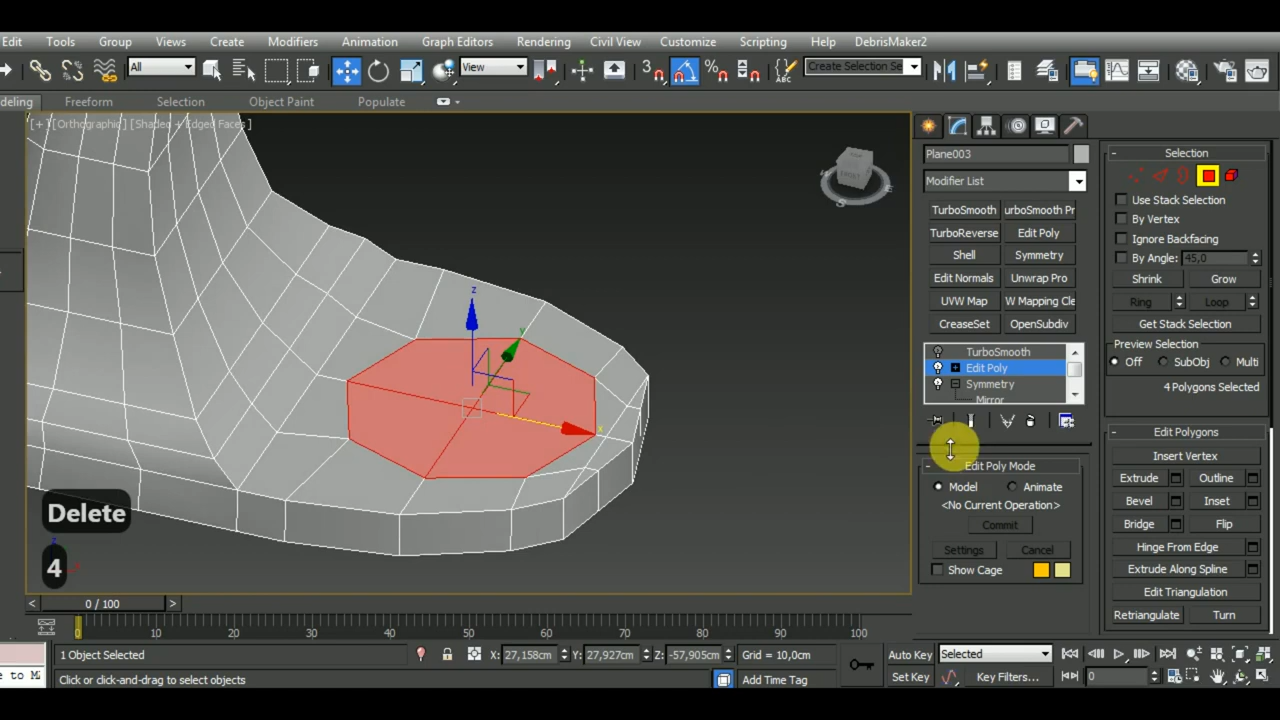 Edit Tools Group Views Create Modifiers Animation Graph Editors Rendering Civil View Customize Scripting Help DebrisMaker2
All View 3 ABC Create Selection Se
deling Freeform Selection Object Paint Populate
[+] [Orthographic] [Shaded + Edged Faces]
Plane003
Modifier List
TurboSmooth urboSmooth Pr
TurboReverse Edit Poly
Shell Symmetry
Edit Normals Unwrap Pro
UVW Map W Mapping Cle
CreaseSet OpenSubdiv
TurboSmooth
Edit Poly
Symmetry
Mirror
Edit Poly Mode
Model Animate
<No Current Operation>
Commit
Settings Cancel
Show Cage
Selection
Use Stack Selection
By Vertex
Ignore Backfacing
By Angle: 45,0
Shrink Grow
Ring Loop
Get Stack Selection
Preview Selection
Off SubObj Multi
4 Polygons Selected
Edit Polygons
Insert Vertex
Extrude Outline
Bevel Inset
Bridge Flip
Hinge From Edge
Extrude Along Spline
Edit Triangulation
Retriangulate Turn
z
y
x
Delete
4
z
< 0 / 100 >
0 10 20 30 40 50 60 70 80 90 100
1 Object Selected X: 27,158cm Y: 27,927cm Z: -57,905cm Grid = 10,0cm Auto Key Selected
Click or click-and-drag to select objects Add Time Tag Set Key Key Filters... 0